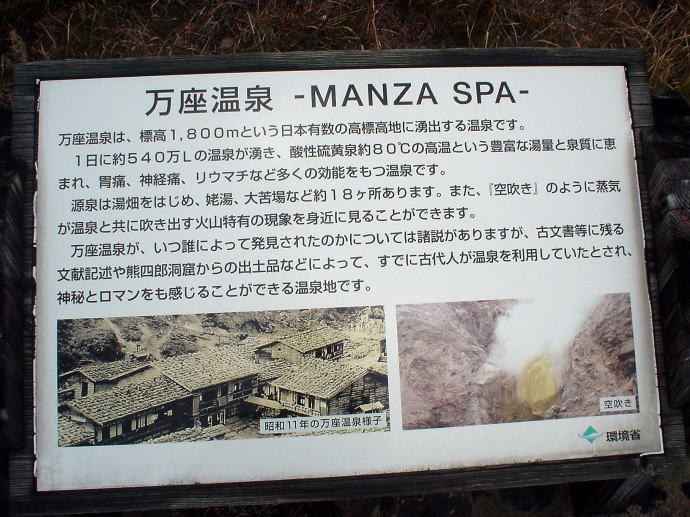 万座温泉 -MANZA SPA-
万座温泉は、標高1,800mという日本有数の高標高地に湧出する温泉です。
1日に約540万Lの温泉が湧き、酸性硫黄泉約80℃の高温という豊富な湯量と泉質に恵
まれ、胃痛、神経痛、リウマチなど多くの効能をもつ温泉です。
源泉は湯畑をはじめ、姥湯、大苦場など約18ヶ所あります。また、『空吹き』のように蒸気
が温泉と共に吹き出す火山特有の現象を身近に見ることができます。
万座温泉が、いつ誰によって発見されたのかについては諸説がありますが、古文書等に残る
文献記述や熊四郎洞窟からの出土品などによって、すでに古代人が温泉を利用していたとされ、
神秘とロマンをも感じることができる温泉地です。
昭和11年の万座温泉様子
空吹き
環境省